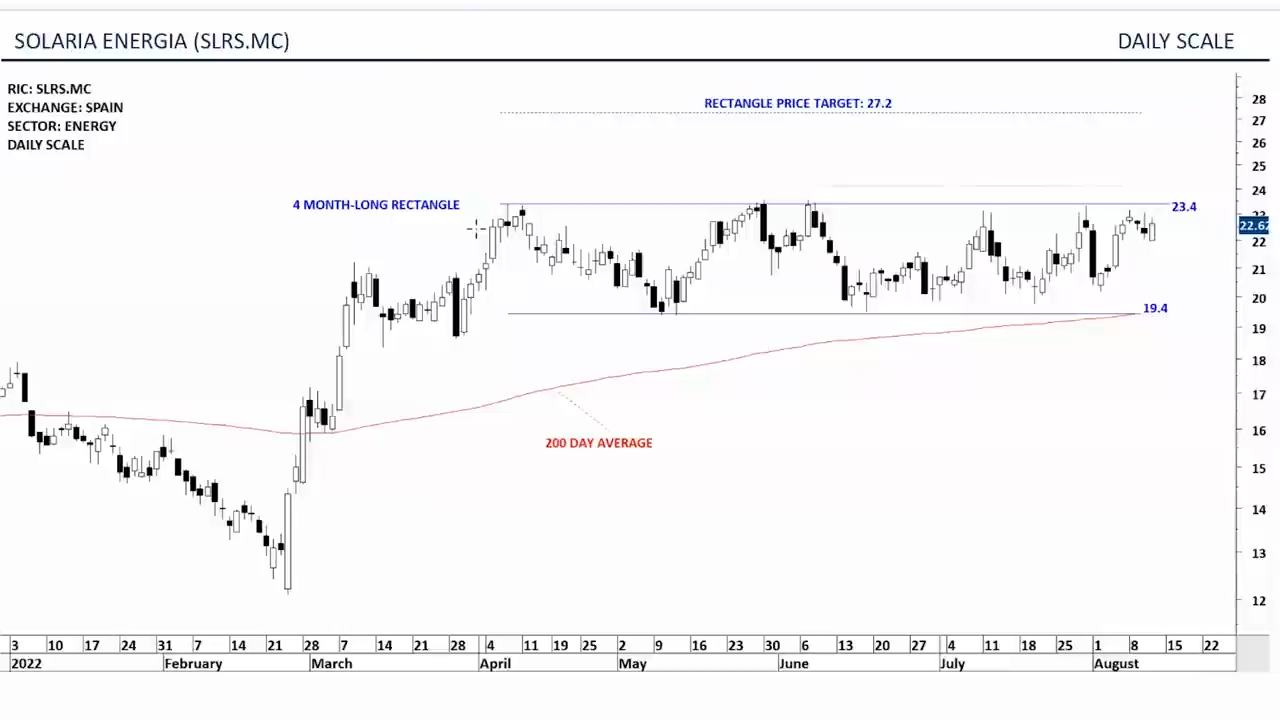 SOLARIA ENERGIA (SLRS.MC) DAILY SCALE
RIC: SLRS.MC
EXCHANGE: SPAIN
SECTOR: ENERGY
DAILY SCALE
RECTANGLE PRICE TARGET: 27.2
4 MONTH-LONG RECTANGLE
23.4
19.4
200 DAY AVERAGE
28
27
26
25
24
23
22.62
22
21
20
19
18
17
16
15
14
13
12
3 10 17 24 31 7 14 21 28 7 14 21 28 4 11 19 25 2 9 16 23 30 6 13 20 27 4 11 18 25 1 8 15 22
2022 February March April May June July August